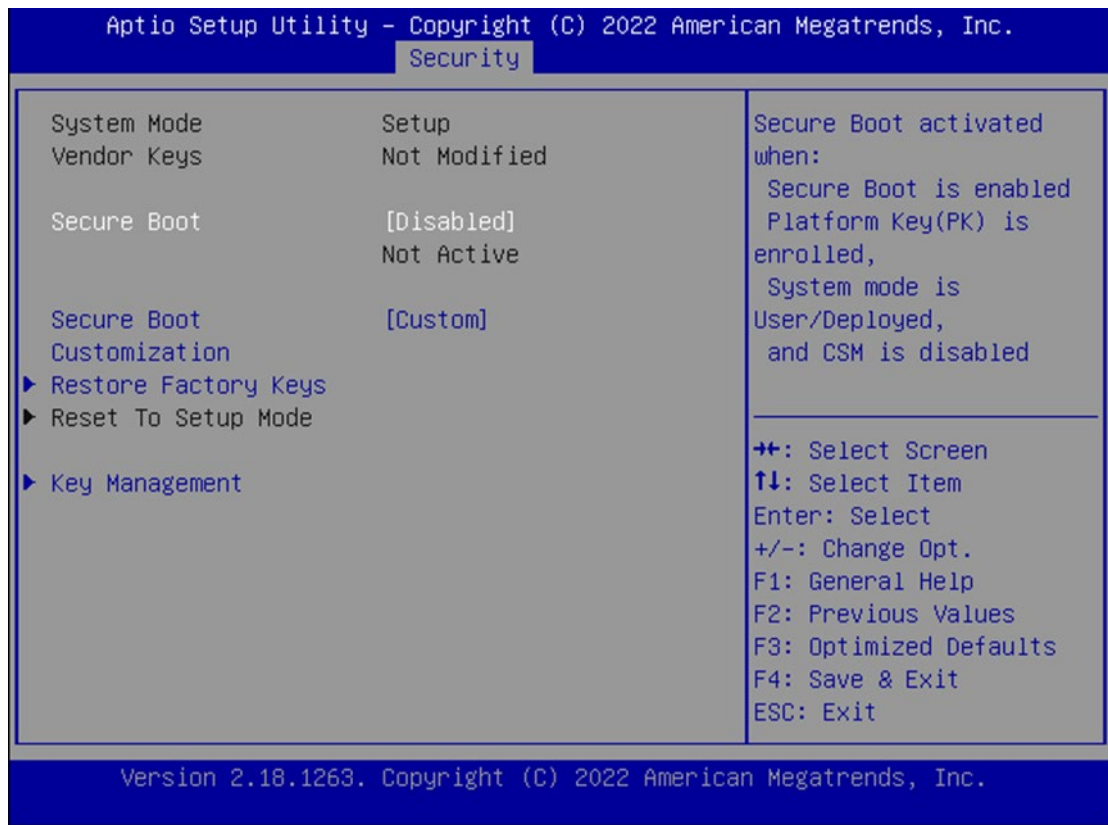 Aptio Setup Utility – Copyright (C) 2022 American Megatrends, Inc.
Security
System Mode Setup
Vendor Keys Not Modified
Secure Boot [Disabled]
Not Active
Secure Boot [Custom]
Customization
Restore Factory Keys
Reset To Setup Mode
Key Management
Secure Boot activated
when:
Secure Boot is enabled
Platform Key(PK) is
enrolled,
System mode is
User/Deployed,
and CSM is disabled
→←: Select Screen
↑↓: Select Item
Enter: Select
+/-: Change Opt.
F1: General Help
F2: Previous Values
F3: Optimized Defaults
F4: Save & Exit
ESC: Exit
Version 2.18.1263. Copyright (C) 2022 American Megatrends, Inc.